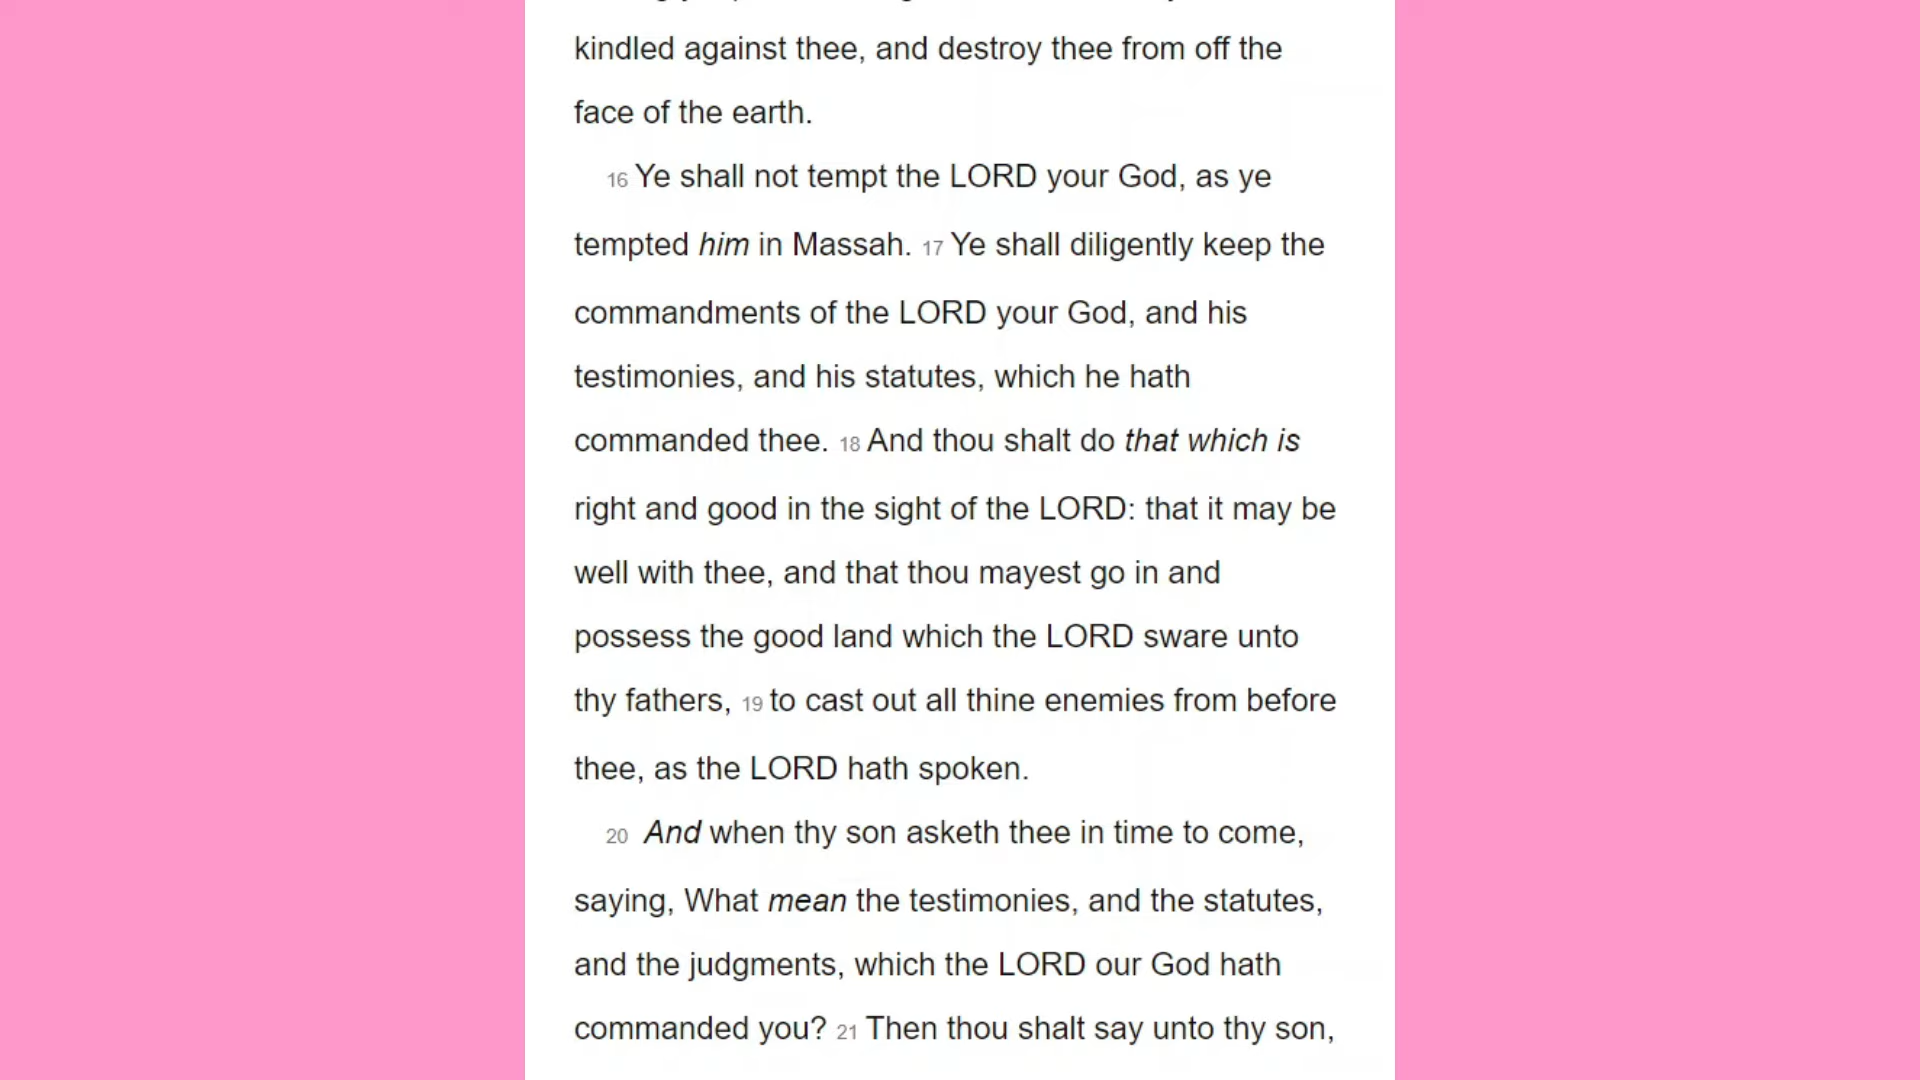 kindled against thee, and destroy thee from off the
face of the earth.
16 Ye shall not tempt the LORD your God, as ye
tempted him in Massah. 17 Ye shall diligently keep the
commandments of the LORD your God, and his
testimonies, and his statutes, which he hath
commanded thee. 18 And thou shalt do that which is
right and good in the sight of the LORD: that it may be
well with thee, and that thou mayest go in and
possess the good land which the LORD sware unto
thy fathers, 19 to cast out all thine enemies from before
thee, as the LORD hath spoken.
20 And when thy son asketh thee in time to come,
saying, What mean the testimonies, and the statutes,
and the judgments, which the LORD our God hath
commanded you? 21 Then thou shalt say unto thy son,